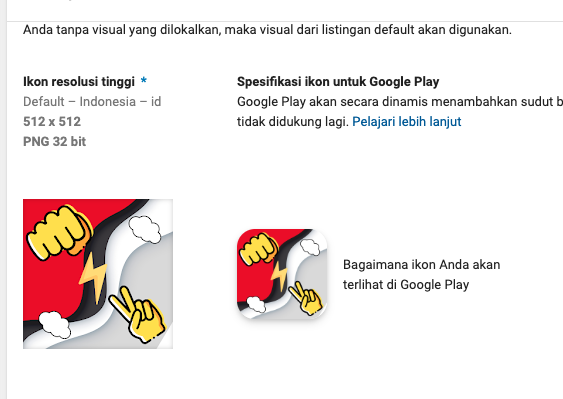 Anda tanpa visual yang dilokalkan, maka visual dari listingan default akan digunakan.
Ikon resolusi tinggi *
Default – Indonesia – id
512 x 512
PNG 32 bit
Spesifikasi ikon untuk Google Play
Google Play akan secara dinamis menambahkan sudut
tidak didukung lagi. Pelajari lebih lanjut
Bagaimana ikon Anda akan
terlihat di Google Play